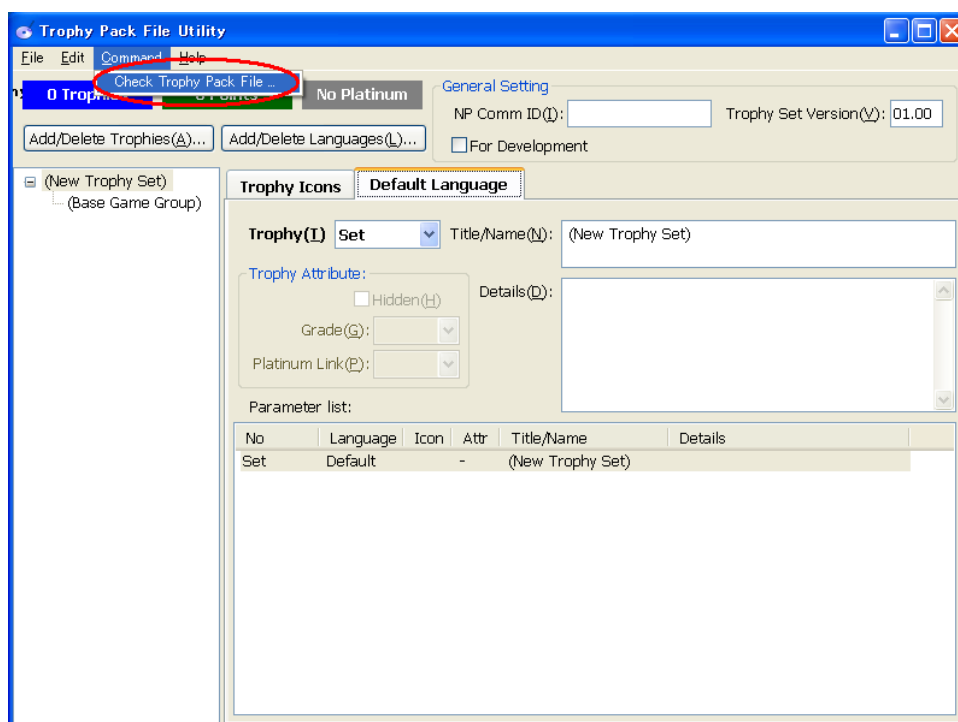 Trophy Pack File Utility
File Edit Command Help
Check Trophy Pack File ...
0 Trophies No Platinum
General Setting
NP Comm ID(I): Trophy Set Version(V): 01.00
Add/Delete Trophies(A)... Add/Delete Languages(L)... For Development
(New Trophy Set)
(Base Game Group)
Trophy Icons Default Language
Trophy(T) Set Title/Name(N): (New Trophy Set)
Trophy Attribute:
Hidden(H) Details(D):
Grade(G):
Platinum Link(P):
Parameter list:
No Language Icon Attr Title/Name Details
Set Default - (New Trophy Set)